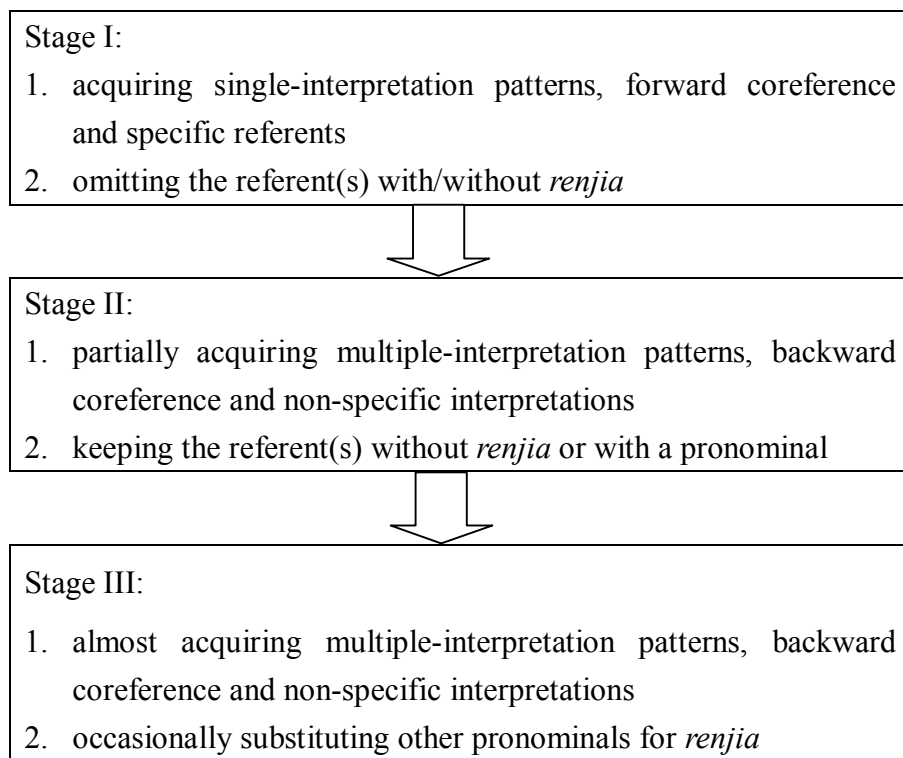 Stage I:
1. acquiring single-interpretation patterns, forward coreference
and specific referents
2. omitting the referent(s) with/without renjia
Stage II:
1. partially acquiring multiple-interpretation patterns, backward
coreference and non-specific interpretations
2. keeping the referent(s) without renjia or with a pronominal
Stage III:
1. almost acquiring multiple-interpretation patterns, backward
coreference and non-specific interpretations
2. occasionally substituting other pronominals for renjia